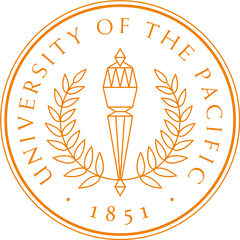 UNIVERSITY OF THE PACIFIC
· 1851 ·